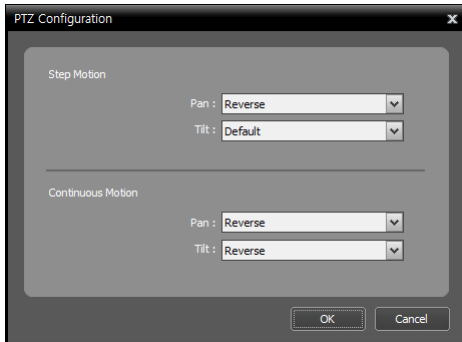 PTZ Configuration
Step Motion
Pan : Reverse
Tilt : Default
Continuous Motion
Pan : Reverse
Tilt : Reverse
OK Cancel